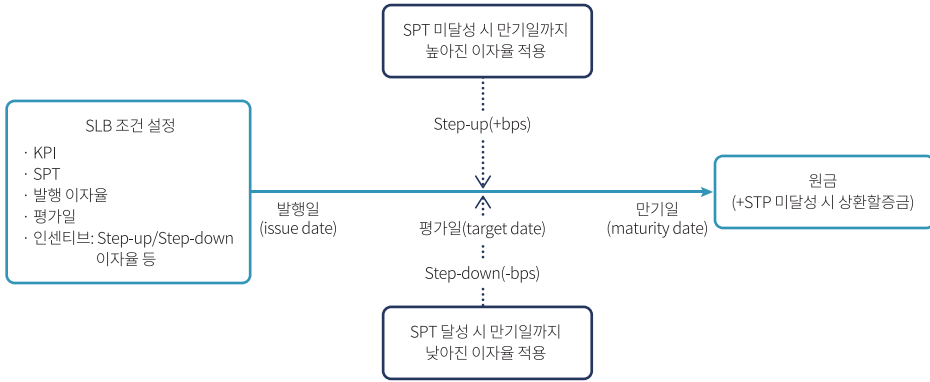 SPT 미달성 시 만기일까지
높아진 이자율 적용
Step-up(+bps)
SLB 조건 설정
· KPI
· SPT
· 발행 이자율
· 평가일
· 인센티브: Step-up/Step-down
이자율 등
발행일
(issue date)
평가일(target date)
만기일
(maturity date)
원금
(+STP 미달성 시 상환할증금)
Step-down(-bps)
SPT 달성 시 만기일까지
낮아진 이자율 적용